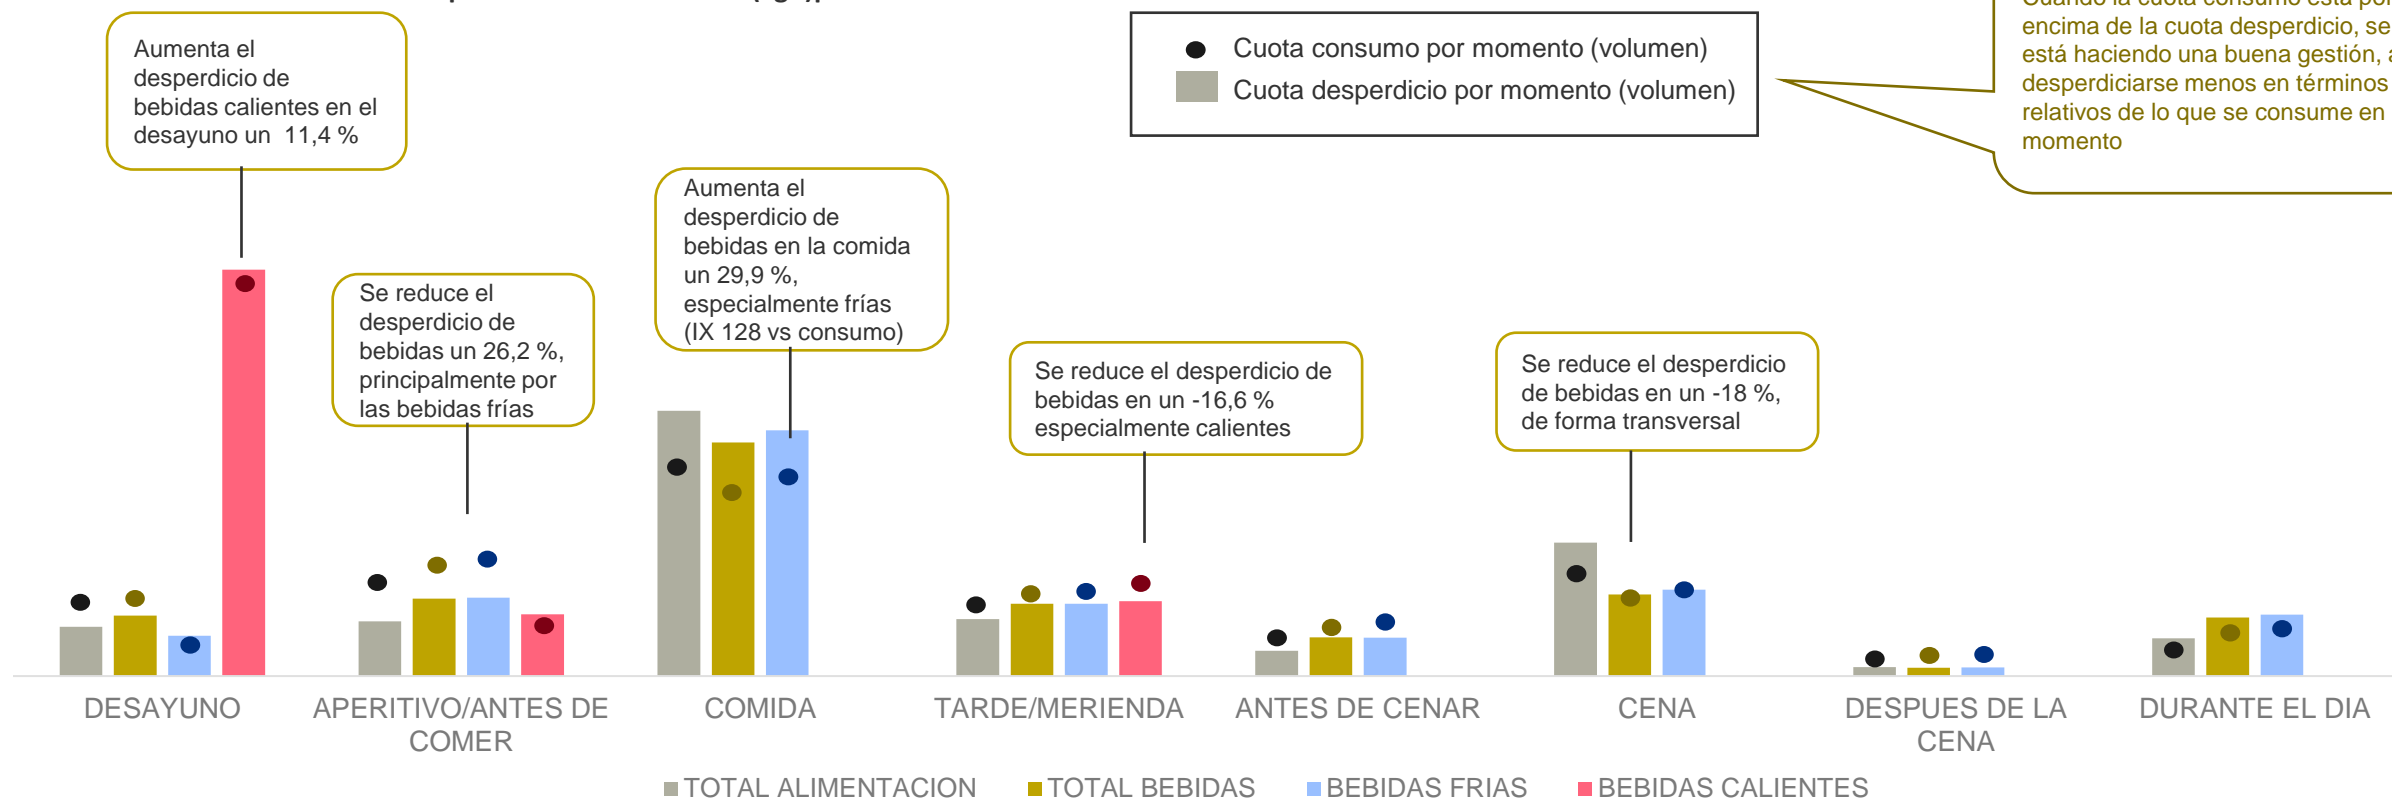 Aumenta el
desperdicio de
bebidas calientes en el
desayuno un 11,4 %
Cuota consumo por momento (volumen)
Cuota desperdicio por momento (volumen)
encima de la cuota desperdicio, se
está haciendo una buena gestión, a
desperdiciarse menos en términos
relativos de lo que se consume en
momento
Aumenta el
desperdicio de
bebidas en la comida
un 29,9 %,
especialmente frías
(IX 128 vs consumo)
Se reduce el
desperdicio de
bebidas un 26,2 %,
principalmente por
las bebidas frías
Se reduce el desperdicio de
bebidas en un -16,6 %
especialmente calientes
Se reduce el desperdicio
de bebidas en un -18 %,
de forma transversal
DESAYUNO
APERITIVO/ANTES DE
COMER
COMIDA
TARDE/MERIENDA
ANTES DE CENAR
CENA
DESPUES DE LA
CENA
DURANTE EL DIA
TOTAL ALIMENTACION
TOTAL BEBIDAS
BEBIDAS FRIAS
BEBIDAS CALIENTES